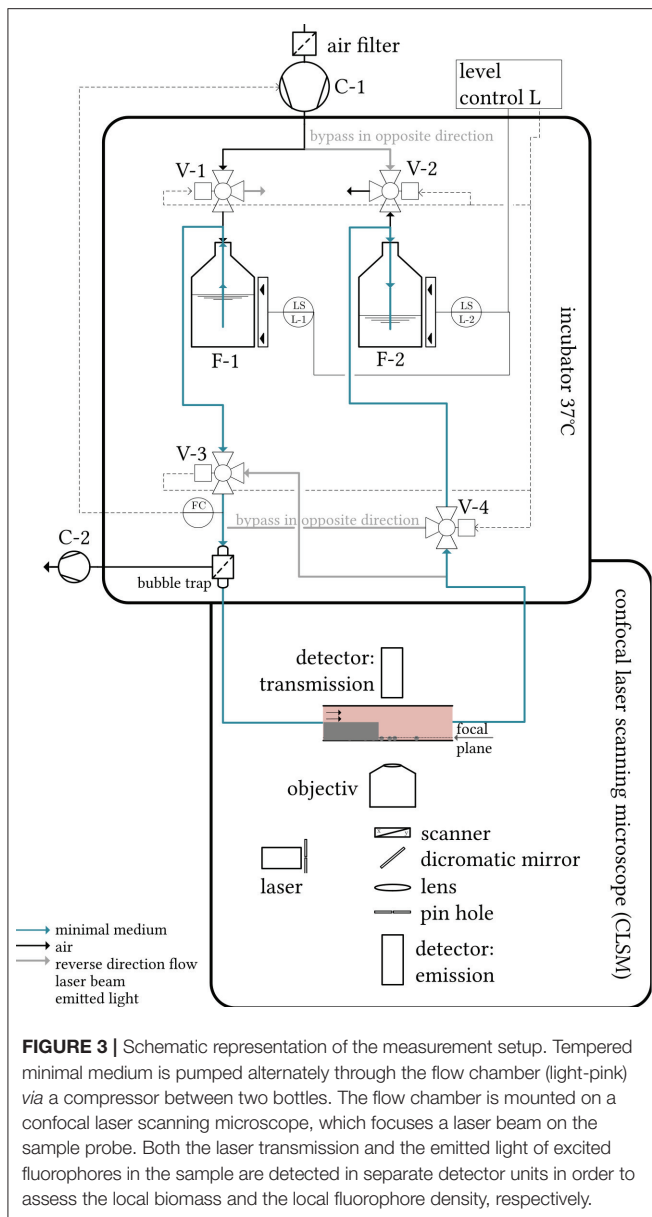 air filter
C-1
level
control L
bypass in opposite direction
V-1
V-2
LS
L-1
LS
L-2
F-1
F-2
incubator 37°C
V-3
FC
bypass in opposite direction
V-4
C-2
bubble trap
detector:
transmission
focal
plane
objectiv
scanner
dicromatic mirror
laser
lens
pin hole
detector:
emission
confocal laser scanning microscope (CLSM)
minimal medium
air
reverse direction flow
laser beam
emitted light
FIGURE 3 | Schematic representation of the measurement setup. Tempered
minimal medium is pumped alternately through the flow chamber (light-pink)
via a compressor between two bottles. The flow chamber is mounted on a
confocal laser scanning microscope, which focuses a laser beam on the
sample probe. Both the laser transmission and the emitted light of excited
fluorophores in the sample are detected in separate detector units in order to
assess the local biomass and the local fluorophore density, respectively.